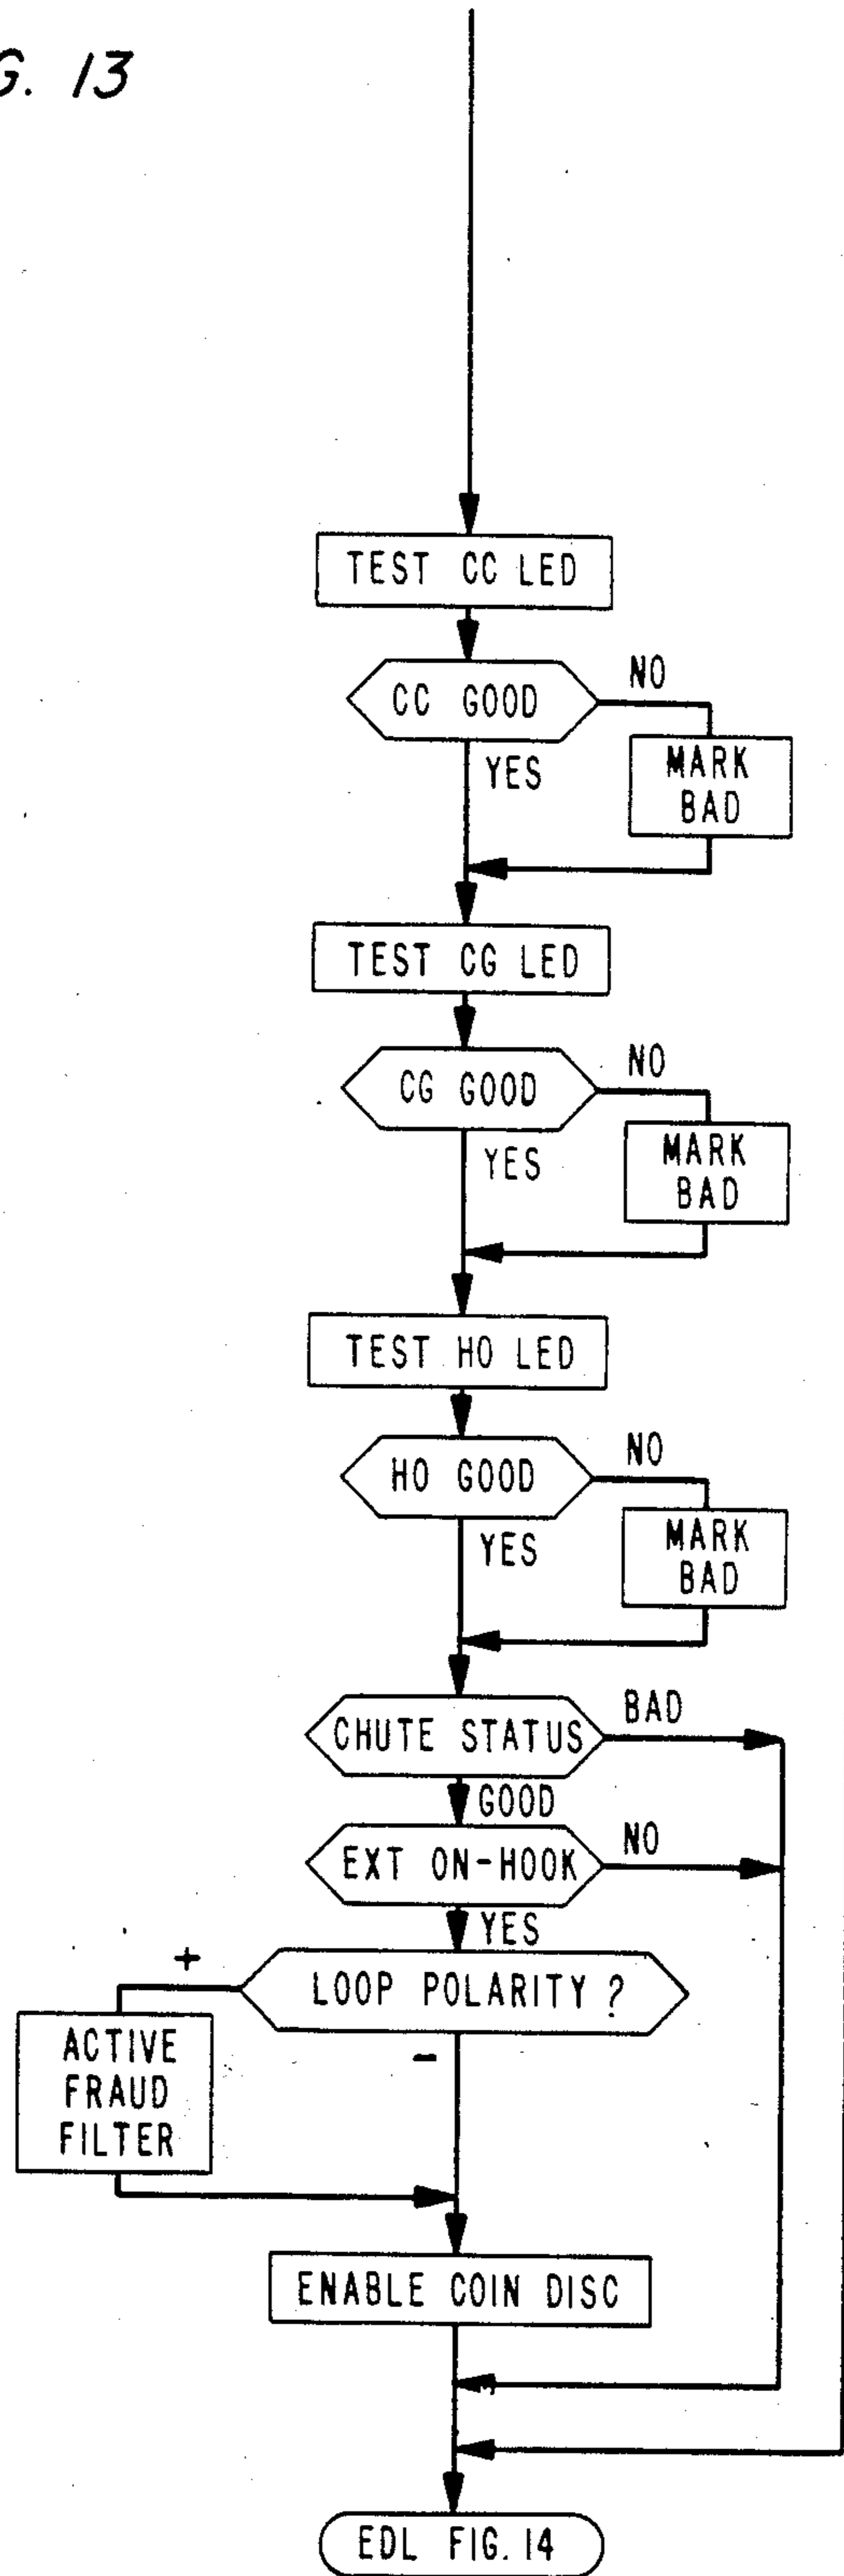 G. 13
TEST CC LED
CC GOOD
NO
YES
MARK
BAD
TEST CG LED
CG GOOD
NO
YES
MARK
BAD
TEST HO LED
HO GOOD
NO
YES
MARK
BAD
CHUTE STATUS
BAD
GOOD
EXT ON-HOOK
NO
YES
+
LOOP POLARITY ?
-
ACTIVE
FRAUD
FILTER
ENABLE COIN DISC
EDL FIG. 14